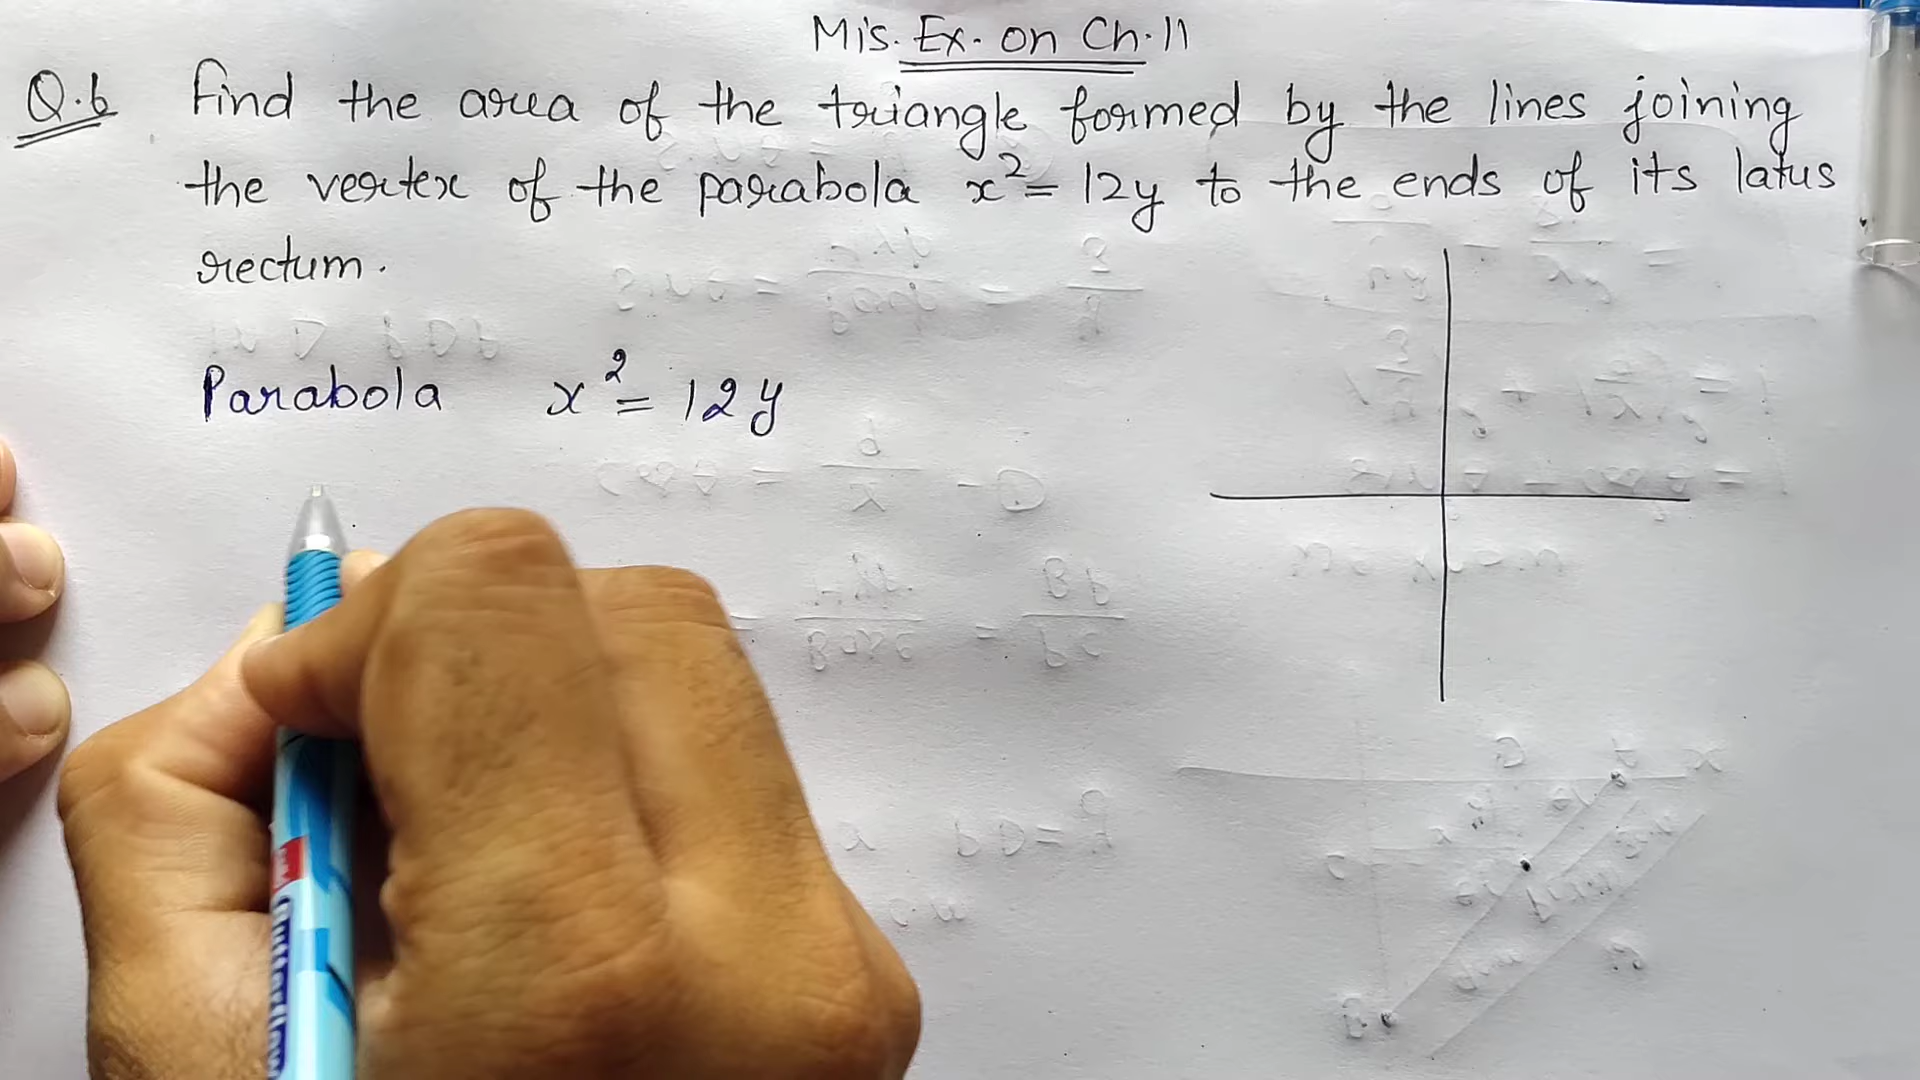 Mis. Ex. on Ch. 11
Q.6 Find the area of the triangle formed by the lines joining
the vertex of the parabola x² = 12y to the ends of its latus
rectum.
Parabola x² = 12y